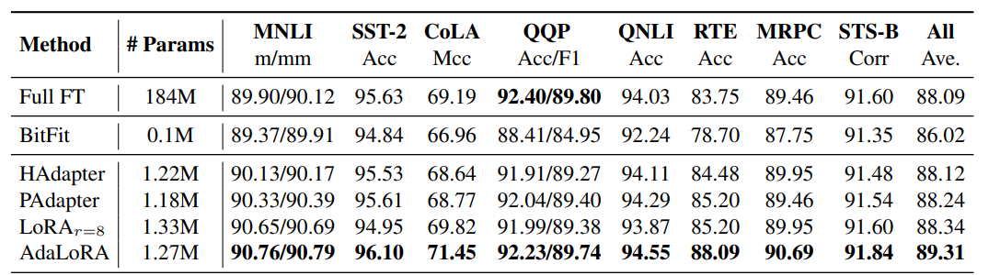 Method # Params MNLI SST-2 CoLA QQP QNLI RTE MRPC STS-B All
m/mm Acc Mcc Acc/F1 Acc Acc Acc Corr Ave.
Full FT 184M 89.90/90.12 95.63 69.19 92.40/89.80 94.03 83.75 89.46 91.60 88.09
BitFit 0.1M 89.37/89.91 94.84 66.96 88.41/84.95 92.24 78.70 87.75 91.35 86.02
HAdapter 1.22M 90.13/90.17 95.53 68.64 91.91/89.27 94.11 84.48 89.95 91.48 88.12
PAdapter 1.18M 90.33/90.39 95.61 68.77 92.04/89.40 94.29 85.20 89.46 91.54 88.24
LoRAr=8 1.33M 90.65/90.69 94.95 69.82 91.99/89.38 93.87 85.20 89.95 91.60 88.34
AdaLoRA 1.27M 90.76/90.79 96.10 71.45 92.23/89.74 94.55 88.09 90.69 91.84 89.31